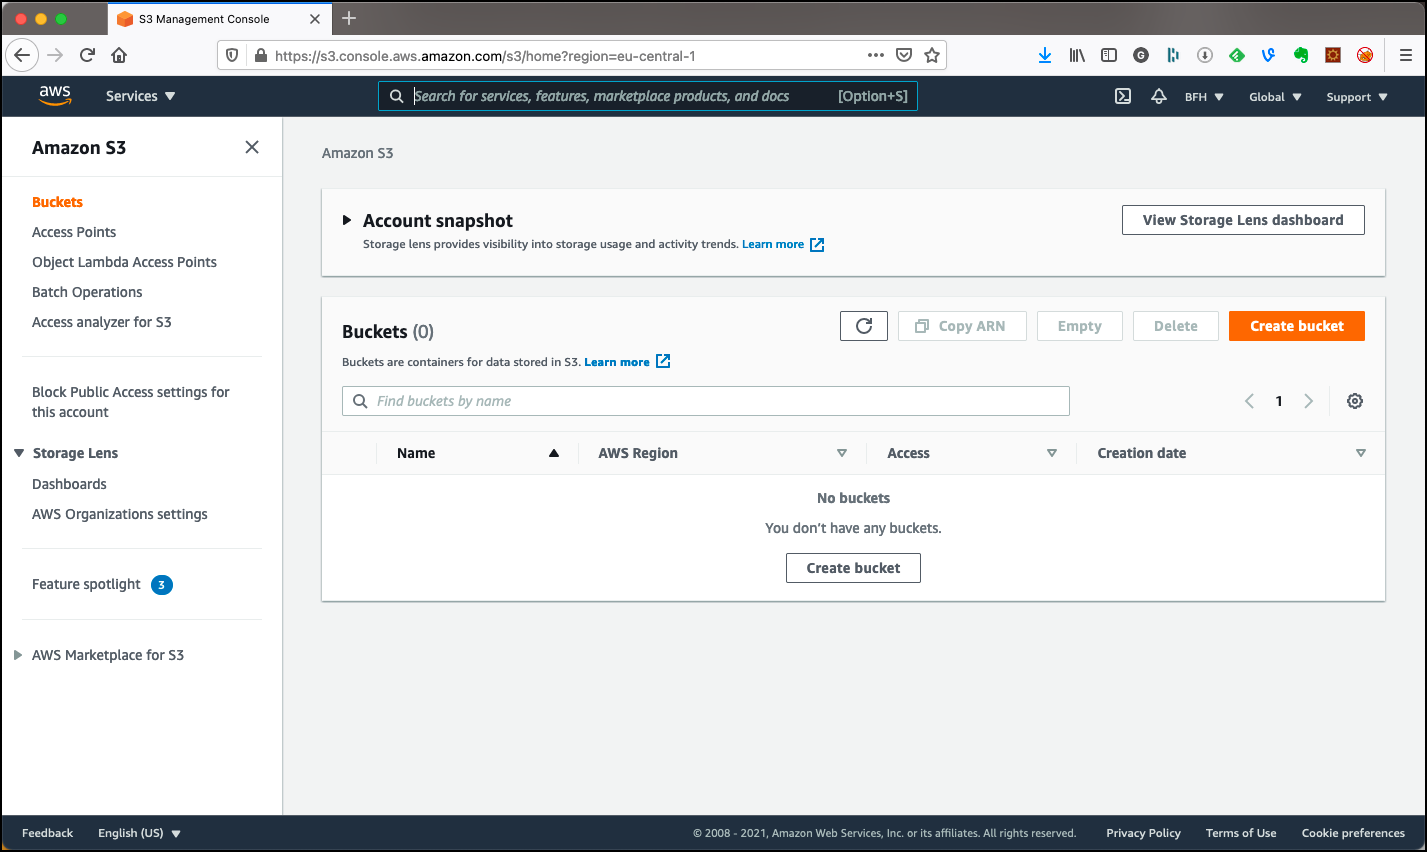 S3 Management Console
https://s3.console.aws.amazon.com/s3/home?region=eu-central-1
aws
Services
Search for services, features, marketplace products, and docs [Option+S]
BFH
Global
Support
Amazon S3
Buckets
Access Points
Object Lambda Access Points
Batch Operations
Access analyzer for S3
Block Public Access settings for
this account
Storage Lens
Dashboards
AWS Organizations settings
Feature spotlight 3
AWS Marketplace for S3
Amazon S3
Account snapshot
Storage lens provides visibility into storage usage and activity trends. Learn more
View Storage Lens dashboard
Buckets (0)
Copy ARN
Empty
Delete
Create bucket
Buckets are containers for data stored in S3. Learn more
Find buckets by name
1
Name
AWS Region
Access
Creation date
No buckets
You don’t have any buckets.
Create bucket
Feedback
English (US)
© 2008 - 2021, Amazon Web Services, Inc. or its affiliates. All rights reserved.
Privacy Policy
Terms of Use
Cookie preferences